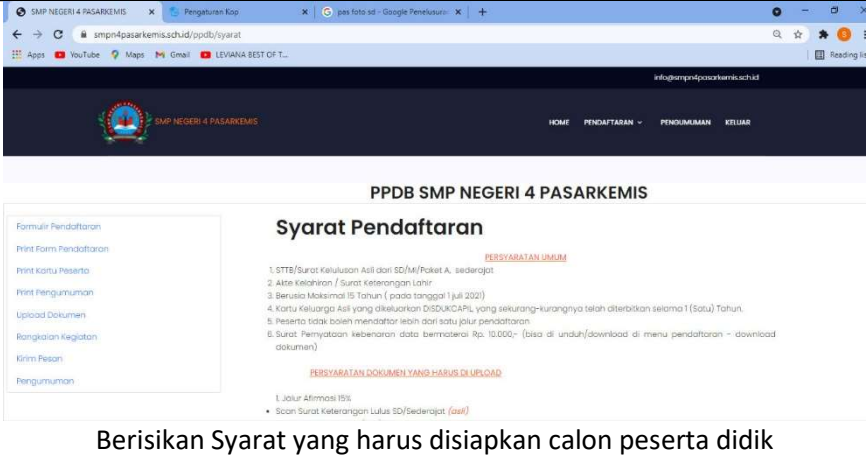 SMP NEGERI 4 PASARKEMIS
Pengaturan Kop
pas foto sd - Google Penelusuran
smpn4pasarkemis.sch.id/ppdb/syarat
Apps YouTube Maps Gmail LEVIANA BEST OF T... Reading lis
info@smpn4pasarkemis.sch.id
SMP NEGERI 4 PASARKEMIS
HOME PENDAFTARAN PENGUMUMAN KELUAR
PPDB SMP NEGERI 4 PASARKEMIS
Formulir Pendaftaran
Print Form Pendaftaran
Print Kartu Peserta
Print Pengumuman
Upload Dokumen
Rangkaian Kegiatan
Kirim Pesan
Pengumuman
Syarat Pendaftaran
PERSYARATAN UMUM
1. STTB/Surat Kelulusan Asli dari SD/MI/Paket A, sederajat
2. Akte Kelahiran / Surat Keterangan Lahir
3. Berusia Maksimal 15 Tahun ( pada tanggal 1 juli 2021)
4. Kartu Keluarga Asli yang dikeluarkan DISDUKCAPIL, yang sekurang-kurangnya telah diterbitkan selama 1 (Satu) Tahun.
5. Peserta tidak boleh mendaftar lebih dari satu jalur pendaftaran
6. Surat Pernyataan kebenaran data bermaterai Rp. 10.000,- (bisa di unduh/download di menu pendaftaran - download
dokumen)
PERSYARATAN DOKUMEN YANG HARUS DI UPLOAD
1. Jalur Afirmasi 15%
• Scan Surat Keterangan Lulus SD/Sederajat (asli)
Berisikan Syarat yang harus disiapkan calon peserta didik